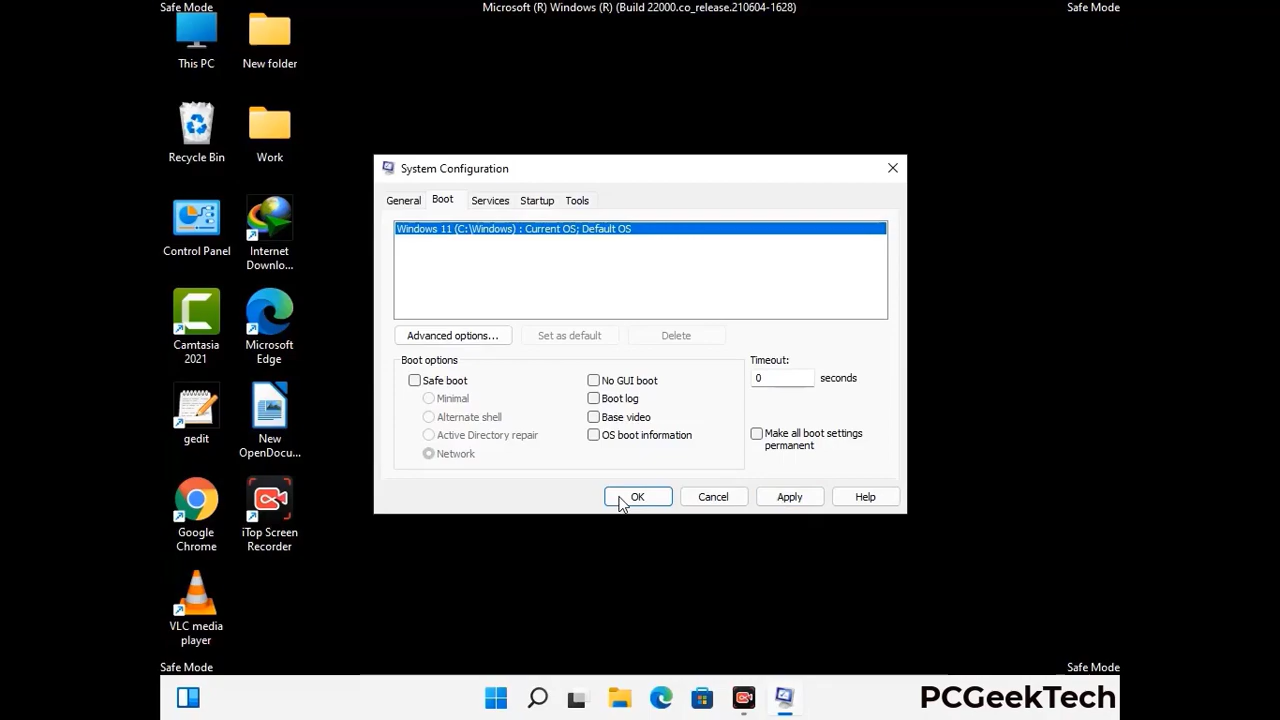 Safe Mode
Microsoft (R) Windows (R) (Build 22000.co_release.210604-1628)
Safe Mode
This PC
New folder
Recycle Bin
Work
Control Panel
Internet
Downlo...
Camtasia
2021
Microsoft
Edge
gedit
New
OpenDocu...
Google
Chrome
iTop Screen
Recorder
VLC media
player
System Configuration
General
Boot
Services
Startup
Tools
Windows 11 (C:\Windows) : Current OS; Default OS
Advanced options...
Set as default
Delete
Boot options
Safe boot
Minimal
Alternate shell
Active Directory repair
Network
No GUI boot
Boot log
Base video
OS boot information
Timeout:
0 seconds
Make all boot settings
permanent
OK
Cancel
Apply
Help
Safe Mode
Safe Mode
PCGeekTech